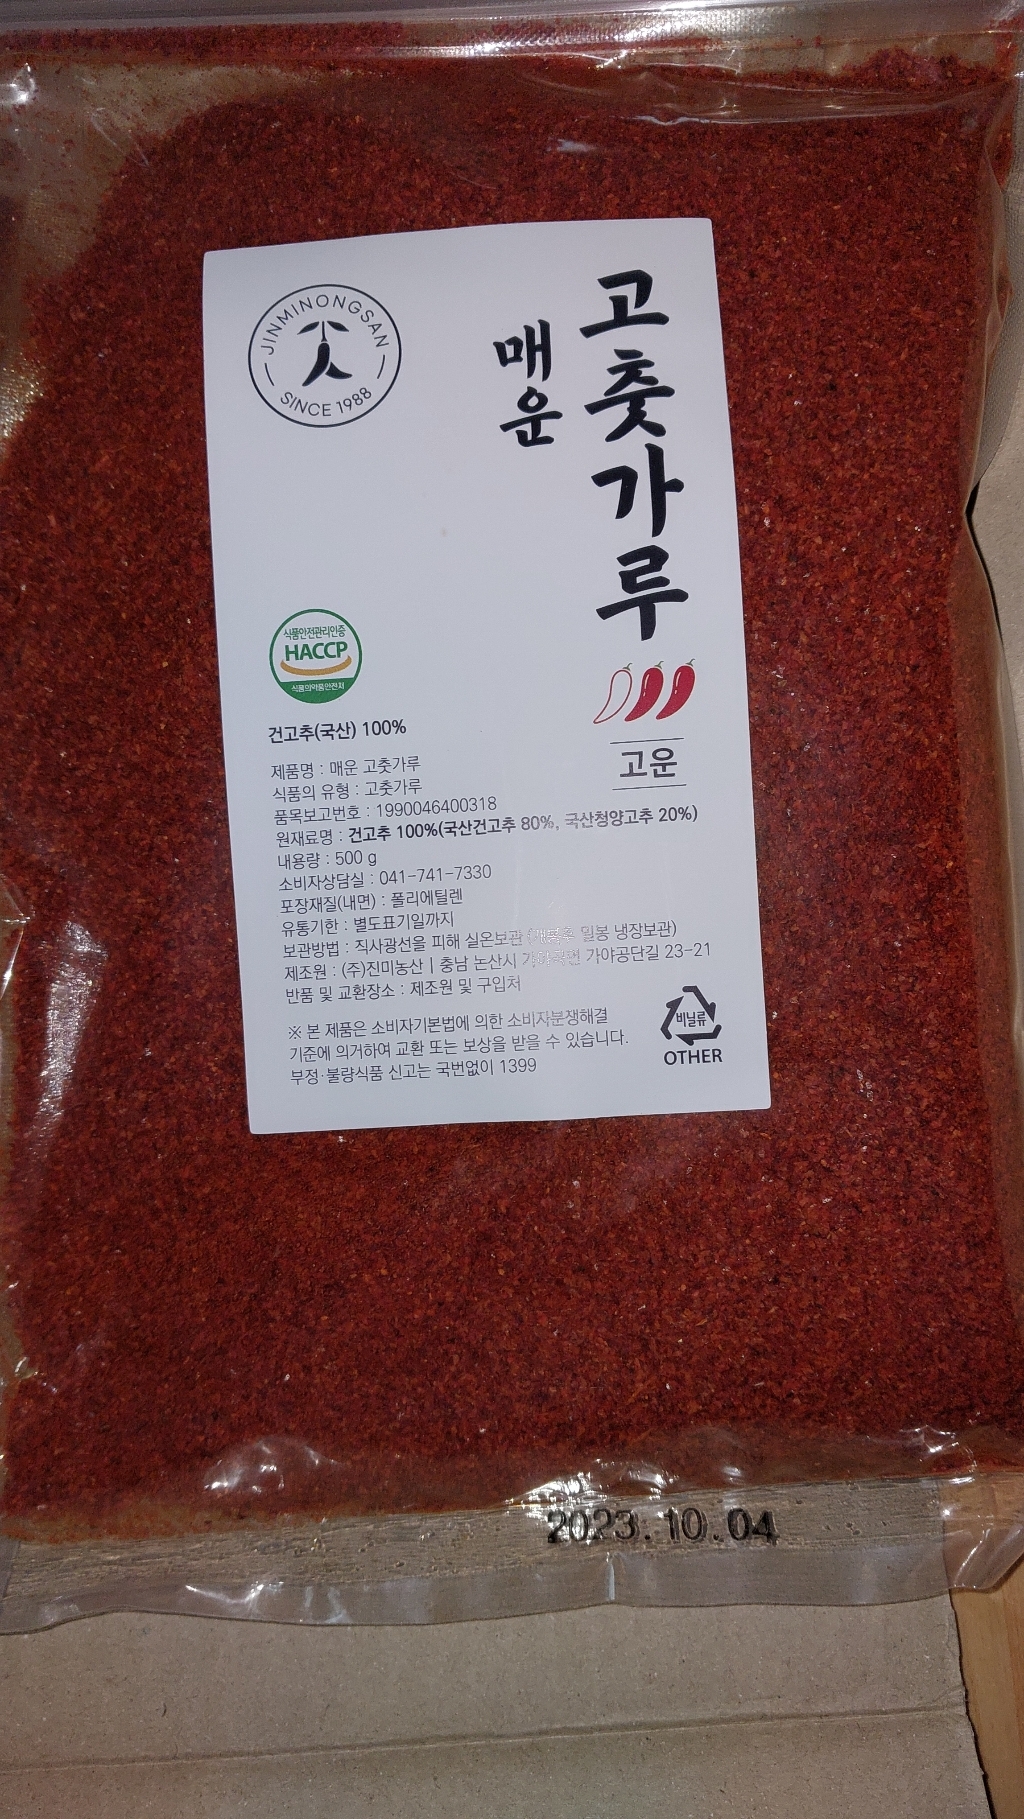 JINMINONGSAN
SINCE 1988
매운
고춧가루
식품안전관리인증
HACCP
식품의약품안전처
고운
건고추(국산) 100%
제품명 : 매운 고춧가루
식품의 유형 : 고춧가루
품목보고번호 : 1990046400318
원재료명 : 건고추 100%(국산건고추 80%, 국산청양고추 20%)
내용량 : 500 g
소비자상담실 : 041-741-7330
포장재질(내면) : 폴리에틸렌
유통기한 : 별도표기일까지
보관방법 : 직사광선을 피해 실온보관 (개봉후 밀봉 냉장보관)
제조원 : (주)진미농산 | 충남 논산시 가야공단길 23-21
반품 및 교환장소 : 제조원 및 구입처
※ 본 제품은 소비자기본법에 의한 소비자분쟁해결
기준에 의거하여 교환 또는 보상을 받을 수 있습니다.
부정·불량식품 신고는 국번없이 1399
비닐류
OTHER
2023.10.04